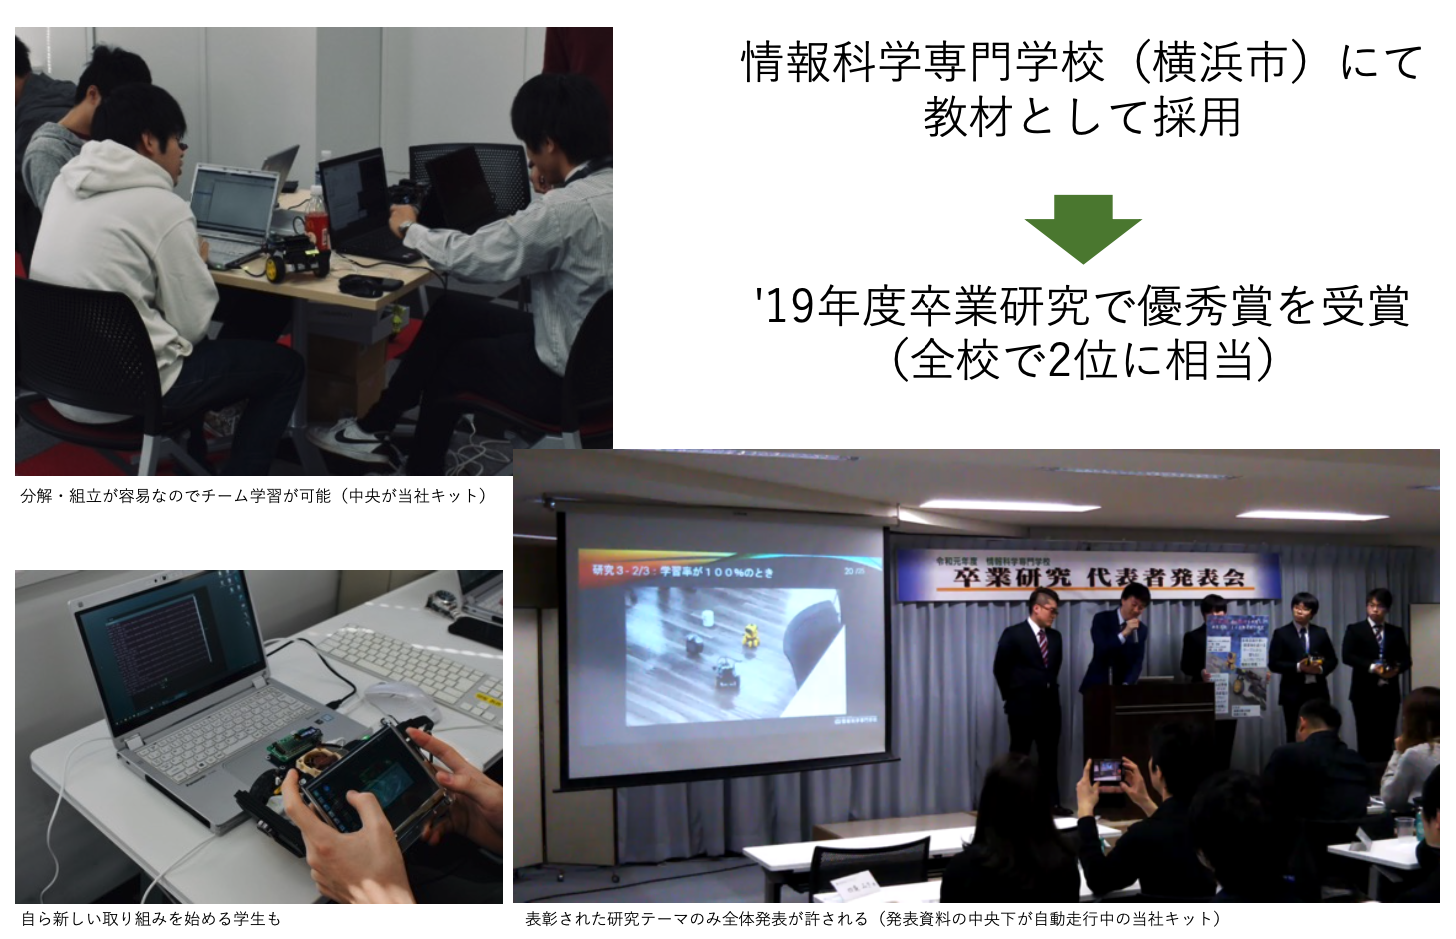 情報科学専門学校（横浜市）にて
教材として採用
'19年度卒業研究で優秀賞を受賞
（全校で2位に相当）
分解・組立が容易なのでチーム学習が可能（中央が当社キット）
研究３-２/３：学習率が１００％のとき
令和元年度 情報科学専門学校
卒業研究 代表者発表会
自ら新しい取り組みを始める学生も
表彰された研究テーマのみ全体発表が許される（発表資料の中央下が自動走行中の当社キット）